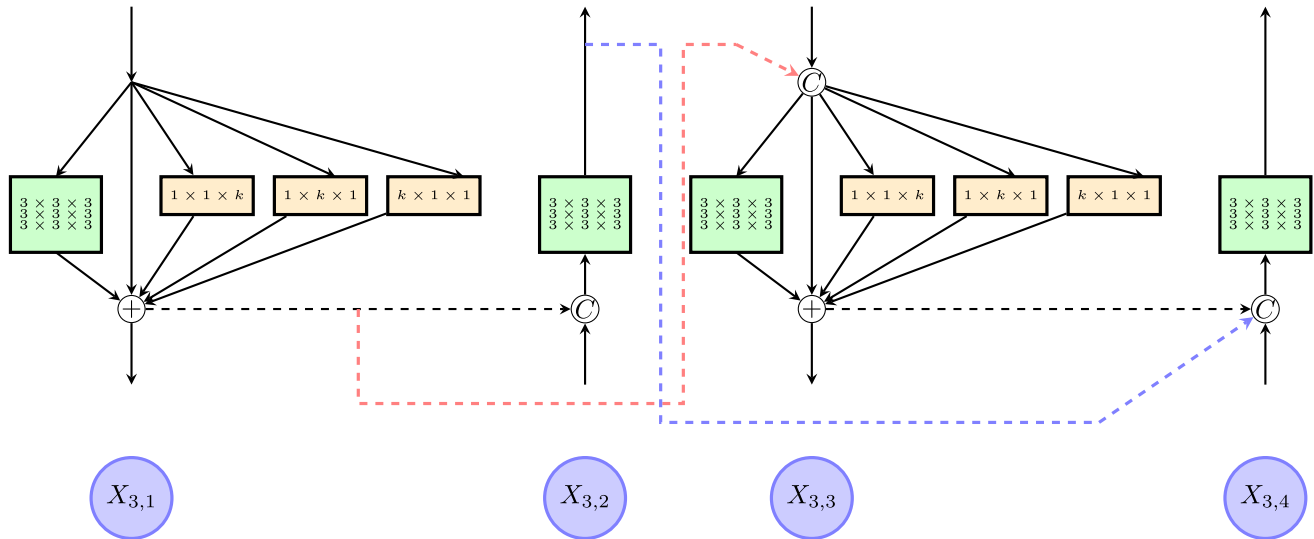 C
3 × 3 × 3
3 × 3 × 3
3 × 3 × 3
1 × 1 × k
1 × k × 1
k × 1 × 1
3 × 3 × 3
3 × 3 × 3
3 × 3 × 3
3 × 3 × 3
3 × 3 × 3
3 × 3 × 3
1 × 1 × k
1 × k × 1
k × 1 × 1
3 × 3 × 3
3 × 3 × 3
3 × 3 × 3
+
C
+
C
X3,1
X3,2
X3,3
X3,4